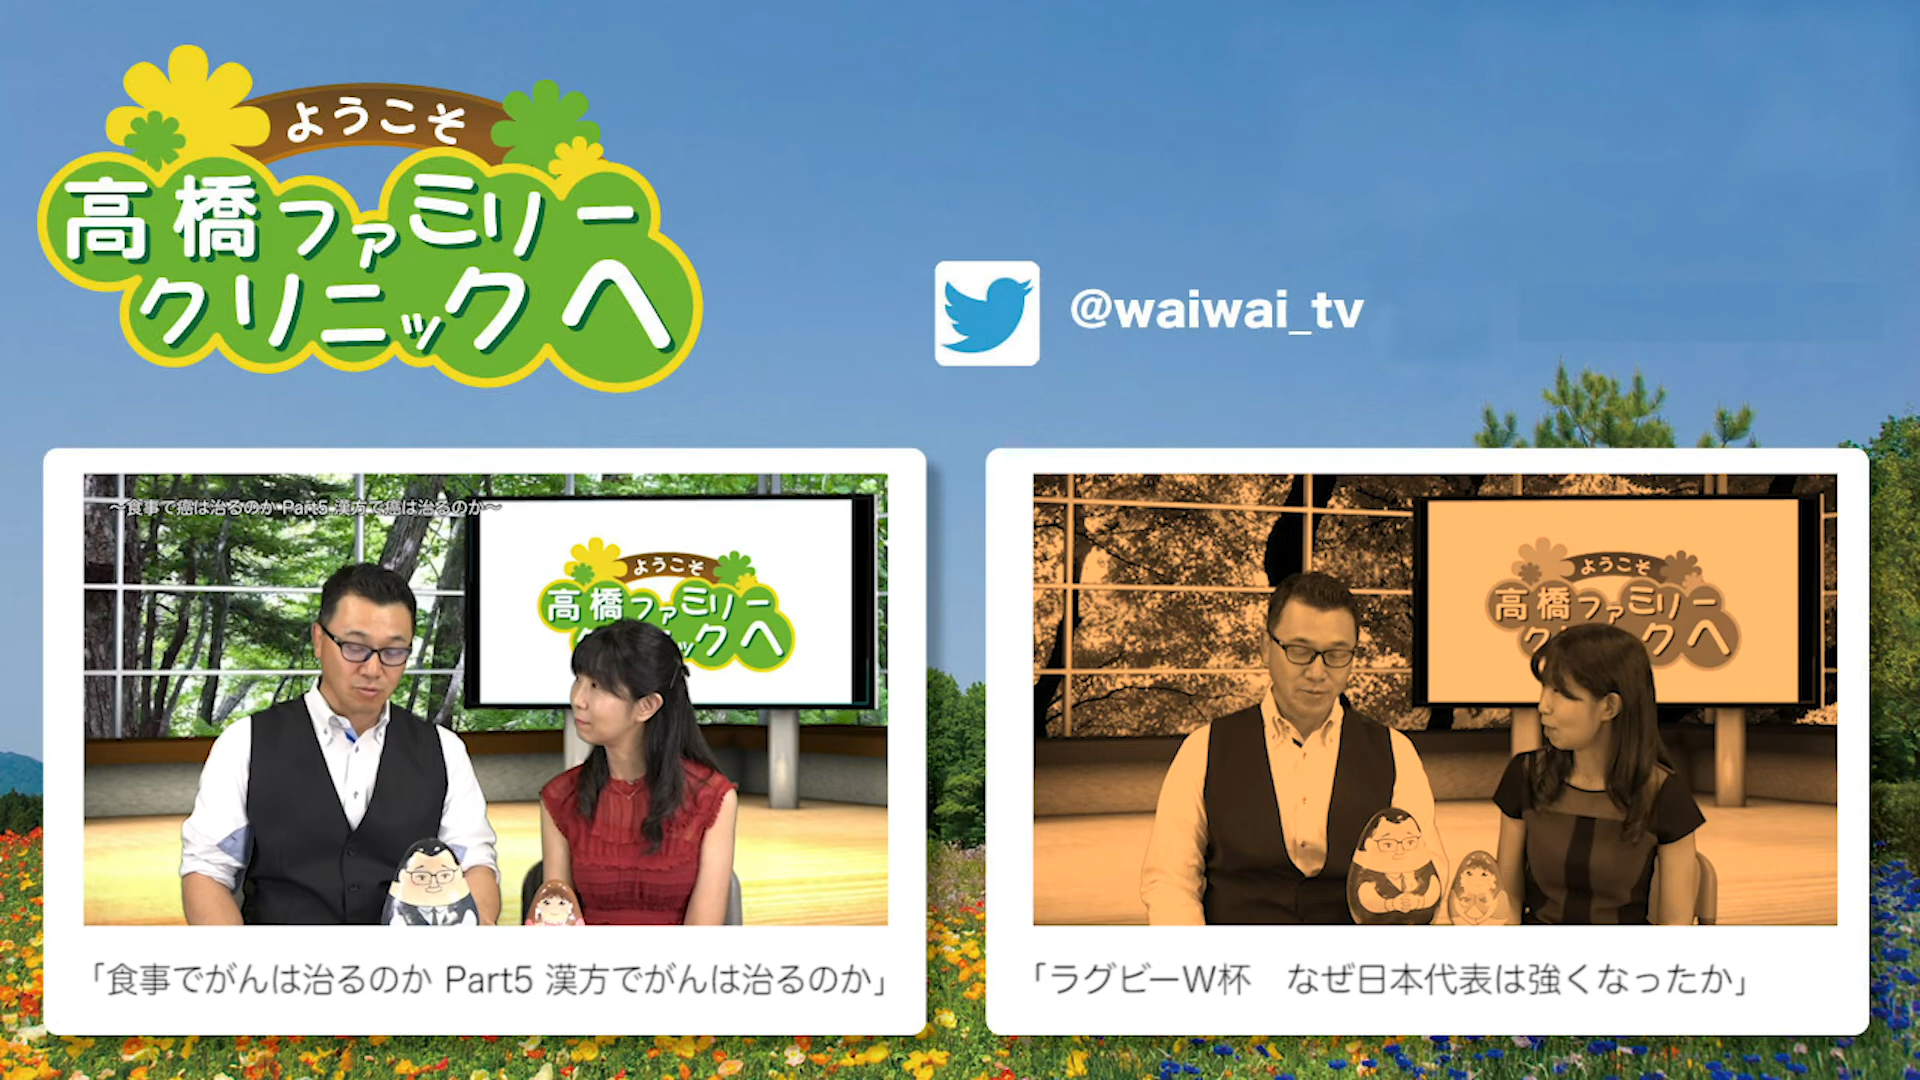 ようこそ
高橋ファミリー
クリニックへ
@waiwai_tv
～食事で癌は治るのか Part5 漢方で癌は治るのか～
ようこそ
高橋ファミリー
ックへ
「食事でがんは治るのか Part5 漢方でがんは治るのか」
ようこそ
高橋ファミリー
クへ
「ラグビーW杯　なぜ日本代表は強くなったか」